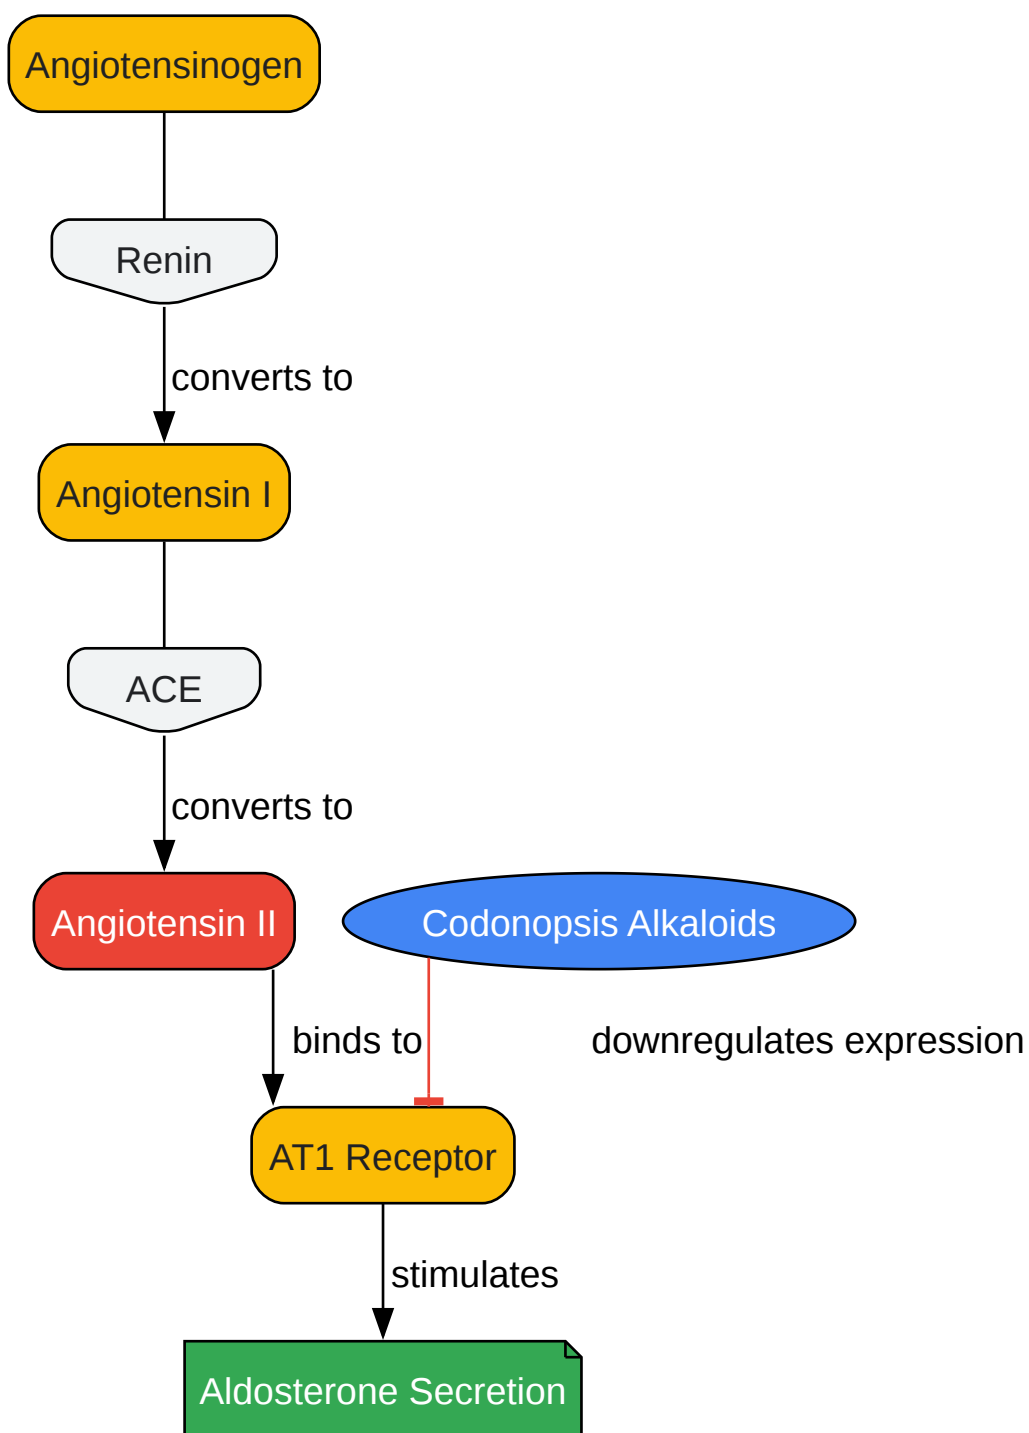 Angiotensinogen
Renin
converts to
Angiotensin I
ACE
converts to
Angiotensin II
Codonopsis Alkaloids
binds to
downregulates expression
AT1 Receptor
stimulates
Aldosterone Secretion